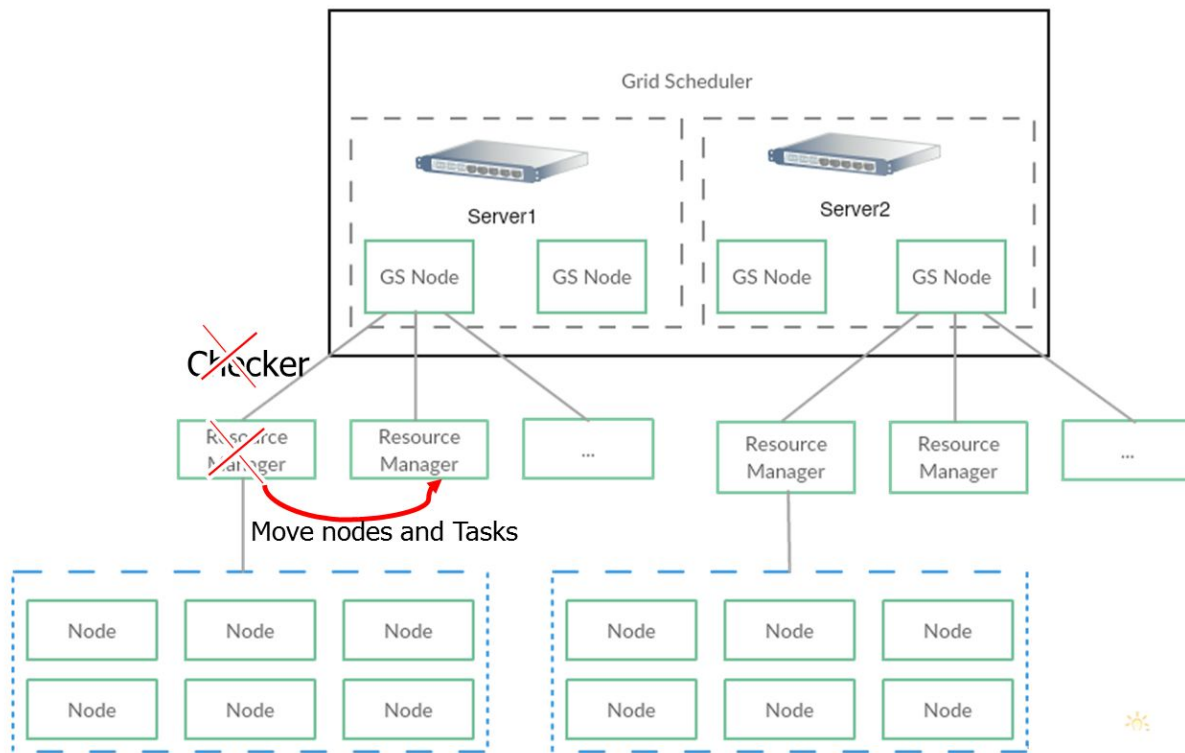 Grid Scheduler
Server1
Server2
GS Node
GS Node
GS Node
GS Node
Checker
Resource
Manager
Resource
Manager
...
Resource
Manager
Resource
Manager
...
Move nodes and Tasks
Node
Node
Node
Node
Node
Node
Node
Node
Node
Node
Node
Node